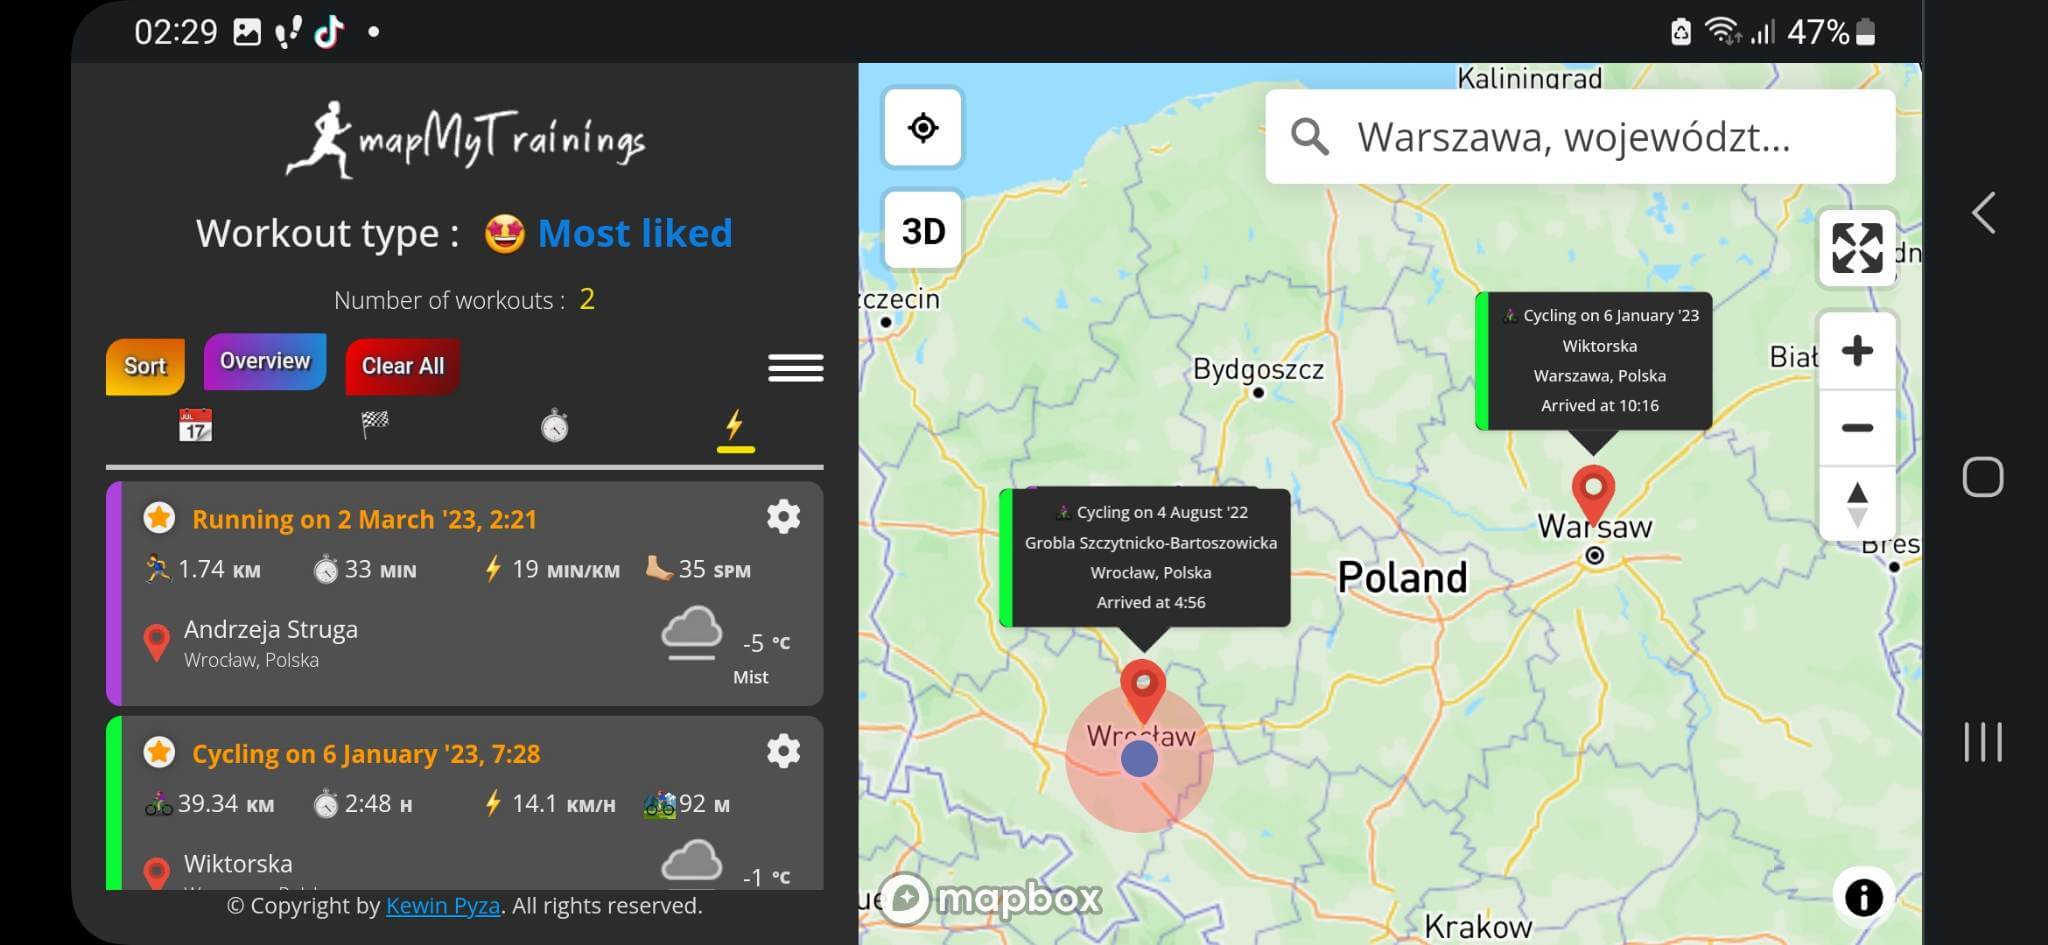 02:29
47%
mapMyTrainings
Workout type : 🤩 Most liked
Number of workouts : 2
Sort
Overview
Clear All
JUL
17
Running on 2 March '23, 2:21
1.74 KM
33 MIN
19 MIN/KM
35 SPM
Andrzeja Struga
Wrocław, Polska
-5 °C
Mist
Cycling on 6 January '23, 7:28
39.34 KM
2:48 H
14.1 KM/H
92 M
Wiktorska
-1 °C
© Copyright by Kewin Pyza. All rights reserved.
Kaliningrad
Warszawa, województ...
3D
czecin
dn
Cycling on 6 January '23
Wiktorska
Warszawa, Polska
Arrived at 10:16
Bydgoszcz
Biał
Cycling on 4 August '22
Grobla Szczytnicko-Bartoszowicka
Wrocław, Polska
Arrived at 4:56
Warsaw
Bres
Poland
Wrocław
ue
mapbox
Krakow